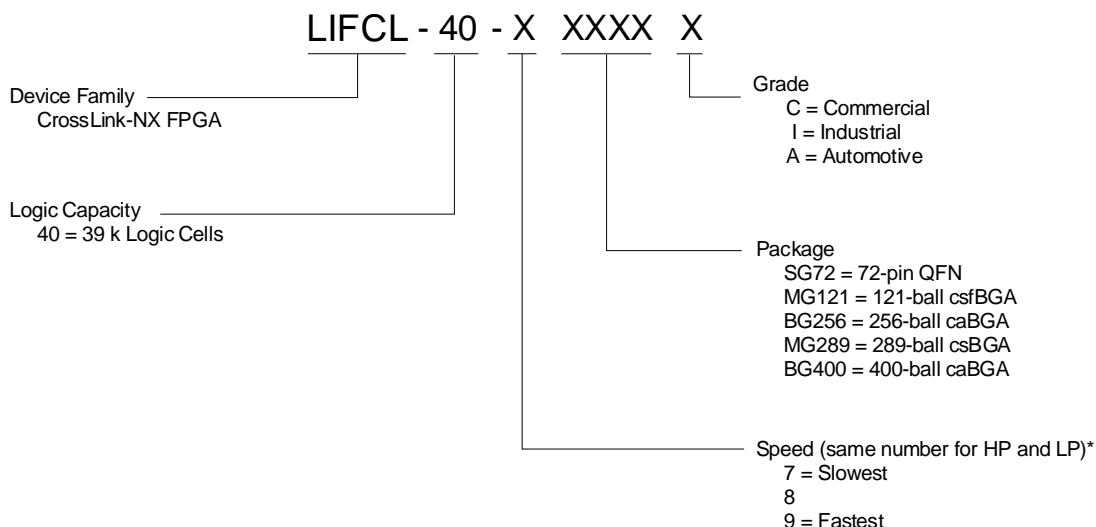 LIFCL - 40 - X XXXX X
Device Family
CrossLink-NX FPGA
Logic Capacity
40 = 39 k Logic Cells
Grade
C = Commercial
I = Industrial
A = Automotive
Package
SG72 = 72-pin QFN
MG121 = 121-ball csfBGA
BG256 = 256-ball caBGA
MG289 = 289-ball csBGA
BG400 = 400-ball caBGA
Speed (same number for HP and LP)*
7 = Slowest
8
9 = Fastest